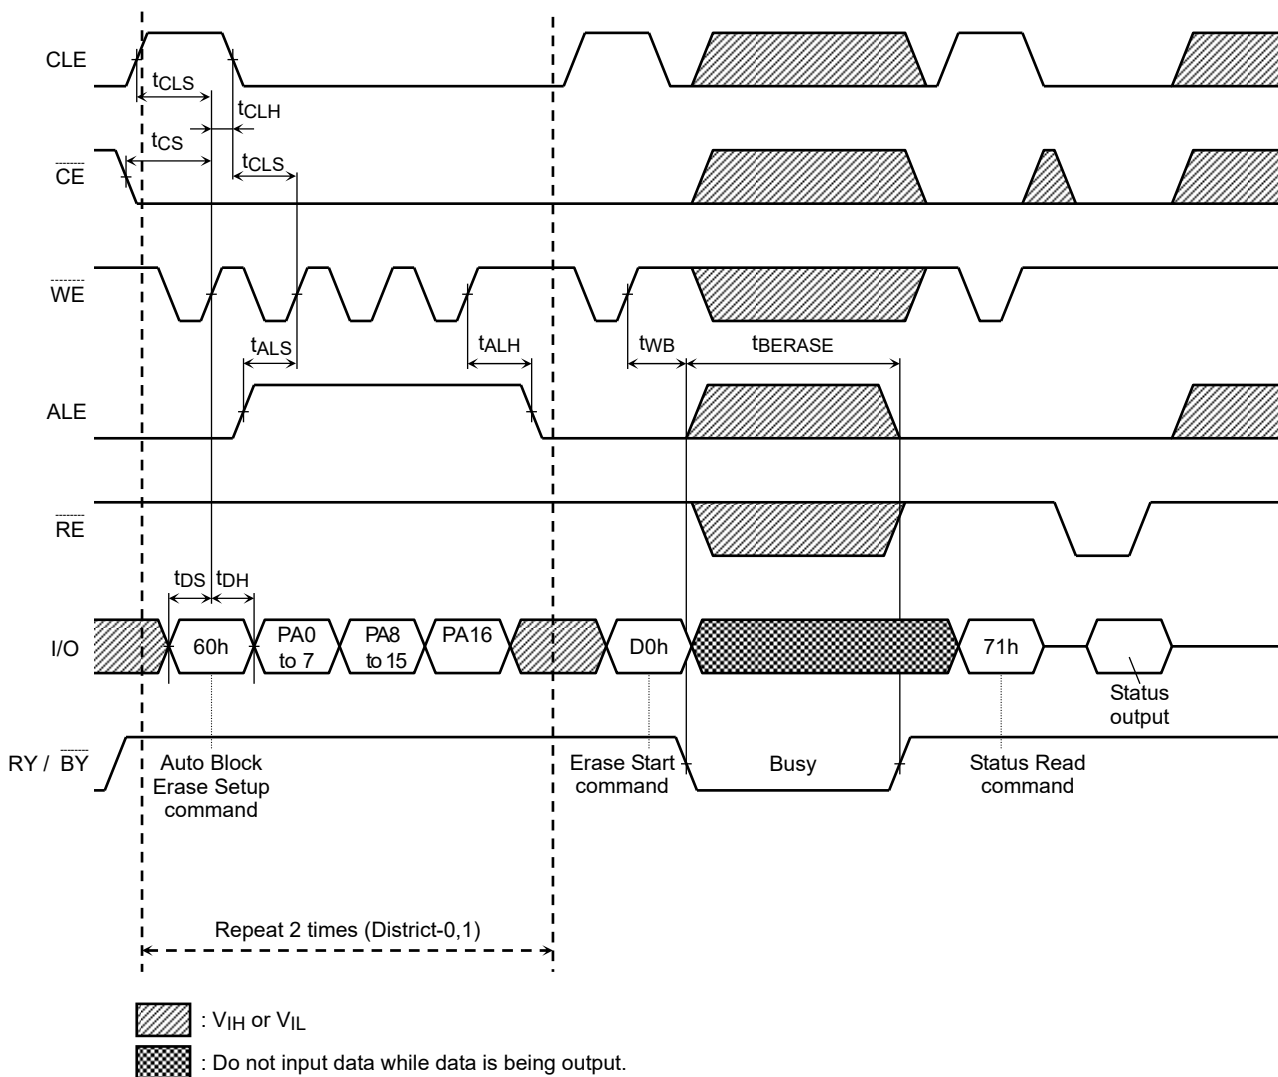 CLE
tCLS
tCLH
tCS
CE
tCLS
WE
tALS
tALH
tWB
tBERASE
ALE
RE
tDS
tDH
I/O
60h
PA0
to 7
PA8
to 15
PA16
D0h
71h
Status
output
RY / BY
Auto Block
Erase Setup
command
Erase Start
command
Busy
Status Read
command
Repeat 2 times (District-0,1)
: VIH or VIL
: Do not input data while data is being output.